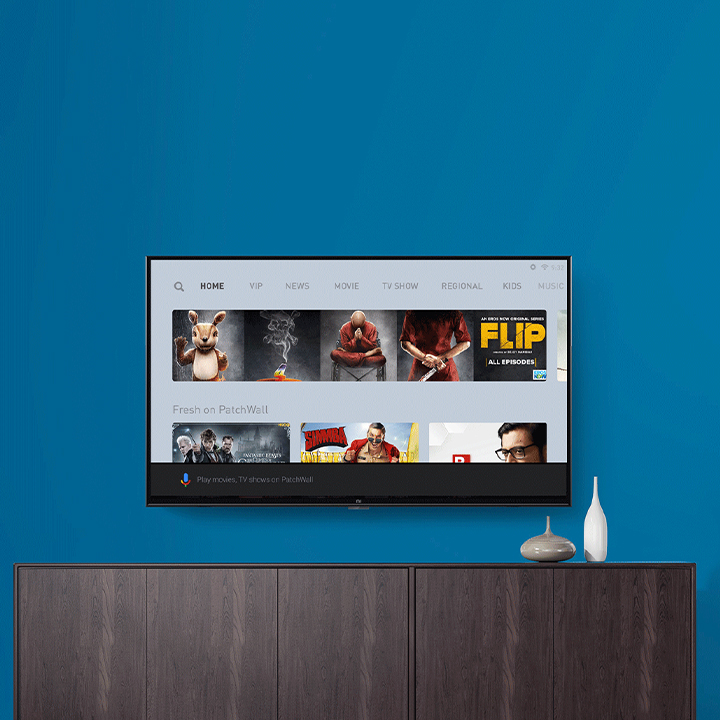 HOME VIP NEWS MOVIE TV SHOW REGIONAL KIDS MUSIC
AN EROS NOW ORIGINAL SERIES
FLIP
ALL EPISODES
Fresh on PatchWall
SIMMBA
Play movies, TV shows on PatchWall
mi